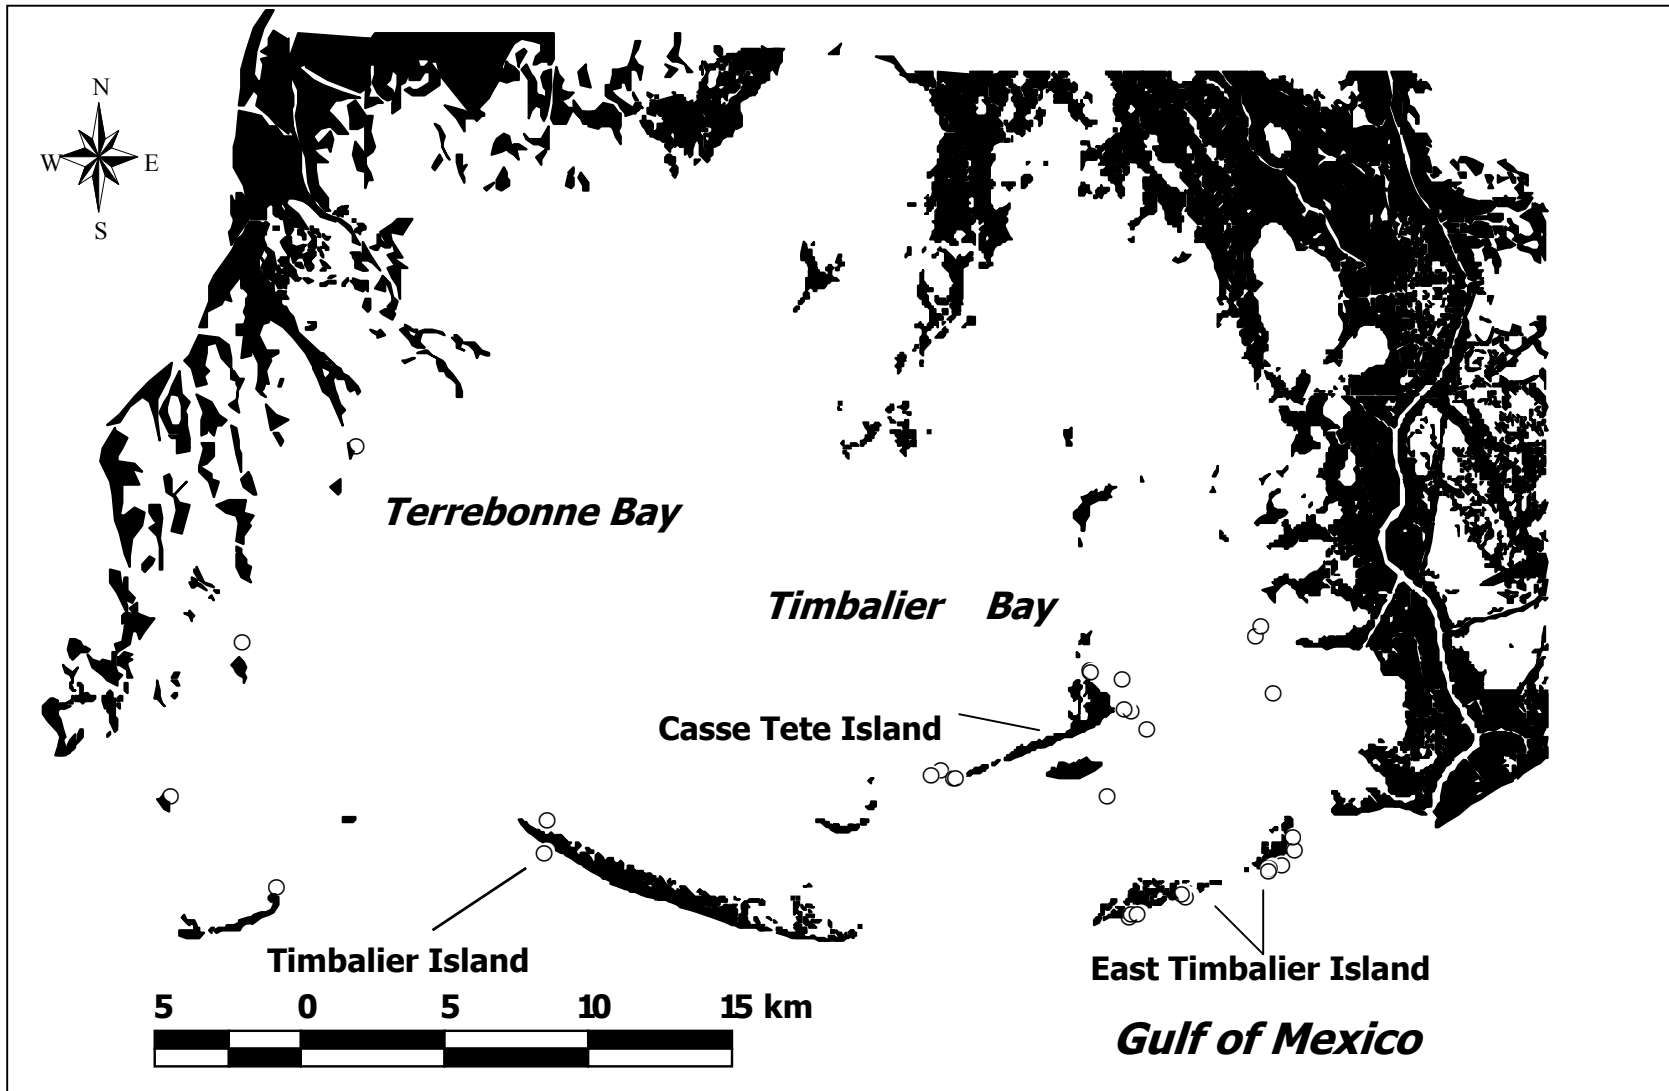 N
W E
S
Terrebonne Bay
Timbalier Bay
Casse Tete Island
Timbalier Island
East Timbalier Island
5 0 5 10 15 km
Gulf of Mexico